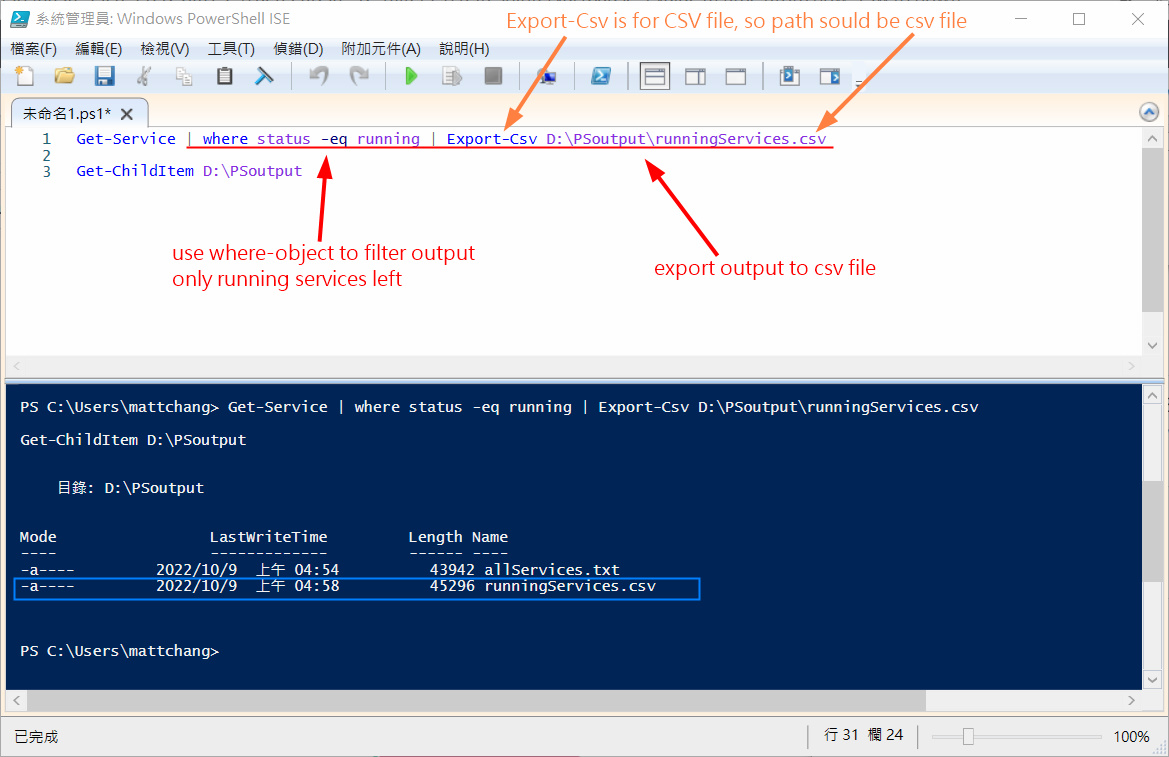 系統管理員: Windows PowerShell ISE
Export-Csv is for CSV file, so path sould be csv file
檔案(F) 編輯(E) 檢視(V) 工具(T) 偵錯(D) 附加元件(A) 說明(H)
未命名1.ps1*
1 Get-Service | where status -eq running | Export-Csv D:\PSoutput\runningServices.csv
2
3 Get-ChildItem D:\PSoutput
use where-object to filter output
only running services left
export output to csv file
PS C:\Users\mattchang> Get-Service | where status -eq running | Export-Csv D:\PSoutput\runningServices.csv
Get-ChildItem D:\PSoutput
目錄: D:\PSoutput
Mode LastWriteTime Length Name
---- ------------- ------ ----
-a---- 2022/10/9 上午 04:54 43942 allServices.txt
-a---- 2022/10/9 上午 04:58 45296 runningServices.csv
PS C:\Users\mattchang>
已完成 行 31 欄 24 100%